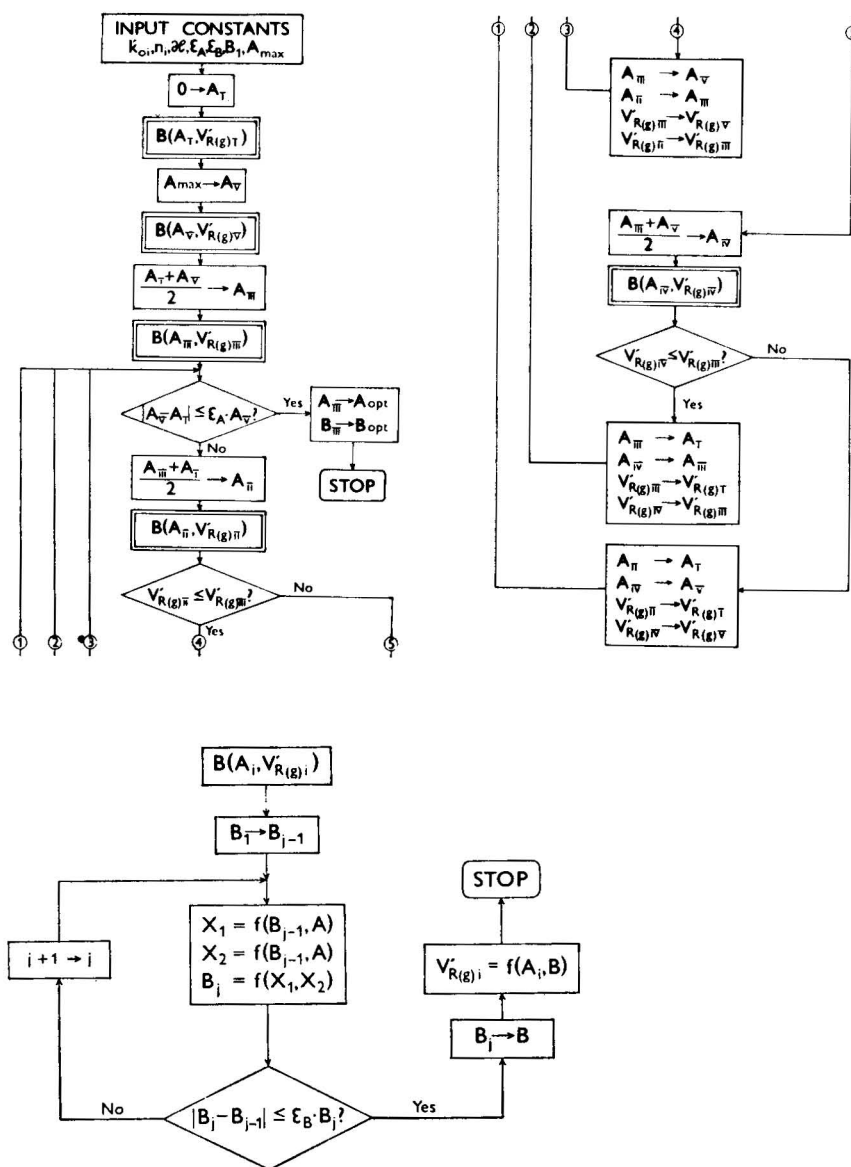 INPUT CONSTANTS
k'oi, ni, ℋ, εA, εB, B1, Amax
0 → AI
B(AI, V'R(g)I)
Amax → AV
B(AV, V'R(g)V)
(AI + AV) / 2 → AIII
B(AIII, V'R(g)III)
|AV - AI| ≤ εA · AV?
Yes
AIII → Aopt
BIII → Bopt
STOP
No
(AIII + AI) / 2 → AII
B(AII, V'R(g)II)
V'R(g)II ≤ V'R(g)III?
No
Yes
① ② ③ ④ ⑤
① ② ③ ④
AIII → AV
AII → AIII
V'R(g)III → V'R(g)V
V'R(g)II → V'R(g)III
(AIII + AV) / 2 → AIV
B(AIV, V'R(g)IV)
V'R(g)IV ≤ V'R(g)III?
No
Yes
AIII → AI
AIV → AIII
V'R(g)III → V'R(g)I
V'R(g)IV → V'R(g)III
AII → AI
AIV → AV
V'R(g)II → V'R(g)I
V'R(g)IV → V'R(g)V
B(Ai, V'R(g)i)
B1 → Bj-1
X1 = f(Bj-1, A)
X2 = f(Bj-1, A)
Bj = f(X1, X2)
j+1 → j
|Bj - Bj-1| ≤ εB · Bj?
No
Yes
Bj → B
V'R(g)i = f(Ai, B)
STOP